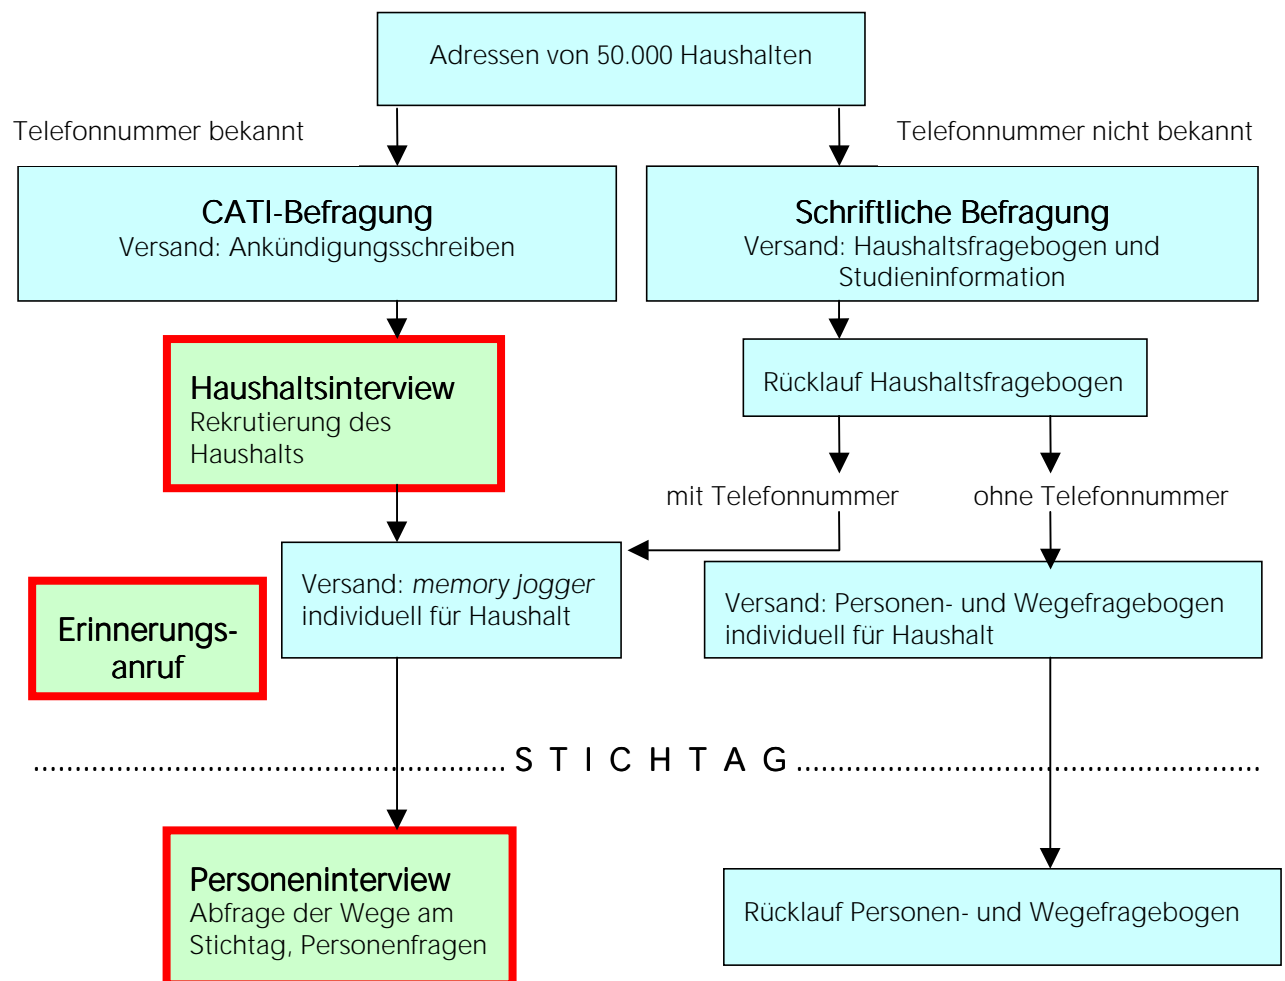 Adressen von 50.000 Haushalten
Telefonnummer bekannt
Telefonnummer nicht bekannt
CATI-Befragung
Versand: Ankündigungsschreiben
Schriftliche Befragung
Versand: Haushaltsfragebogen und
Studieninformation
Haushaltsinterview
Rekrutierung des
Haushalts
Rücklauf Haushaltsfragebogen
mit Telefonnummer
ohne Telefonnummer
Versand: memory jogger
individuell für Haushalt
Versand: Personen- und Wegefragebogen
individuell für Haushalt
Erinnerungs-
anruf
S T I C H T A G
Personeninterview
Abfrage der Wege am
Stichtag, Personenfragen
Rücklauf Personen- und Wegefragebogen